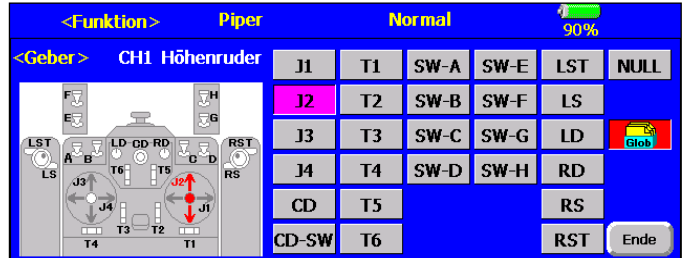 <Funktion> Piper Normal 90%
<Geber> CH1 Höhenruder
J1 T1 SW-A SW-E LST NULL
J2 T2 SW-B SW-F LS
J3 T3 SW-C SW-G LD Glob
J4 T4 SW-D SW-H RD
CD T5 RS
CD-SW T6 RST Ende
F H
E G
LST LD CD RD RST
A B C D
LS T6 T5 RS
J3 J2
J4 J1
T3 T2
T4 T1